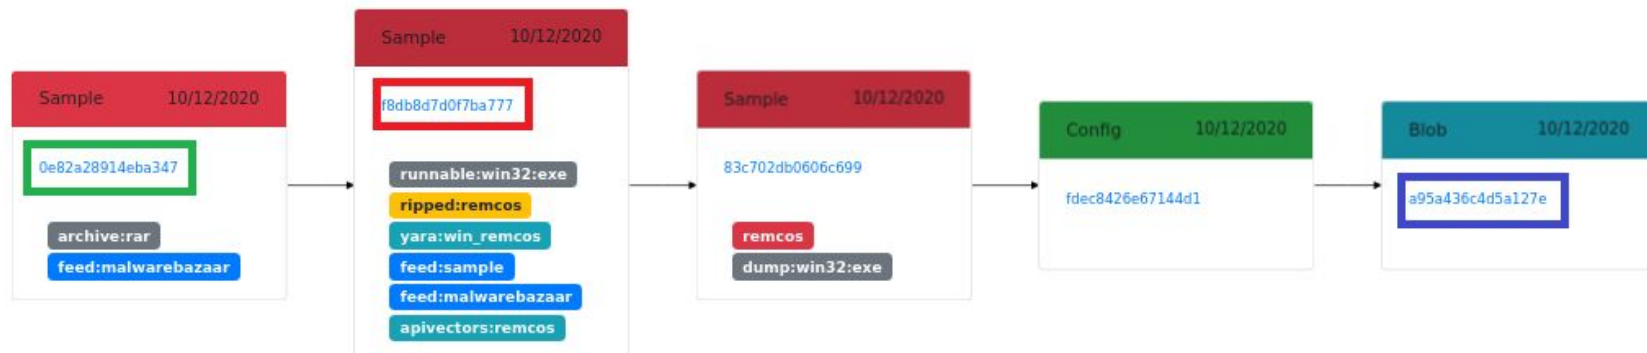 Sample 10/12/2020
0e82a28914eba347
archive:rar
feed:malwarebazaar
Sample 10/12/2020
f8db8d7d0f7ba777
runnable:win32:exe
ripped:remcos
yara:win_remcos
feed:sample
feed:malwarebazaar
apivectors:remcos
Sample 10/12/2020
83c702db0606c699
remcos
dump:win32:exe
Config 10/12/2020
fdec8426e67144d1
Blob 10/12/2020
a95a436c4d5a127e